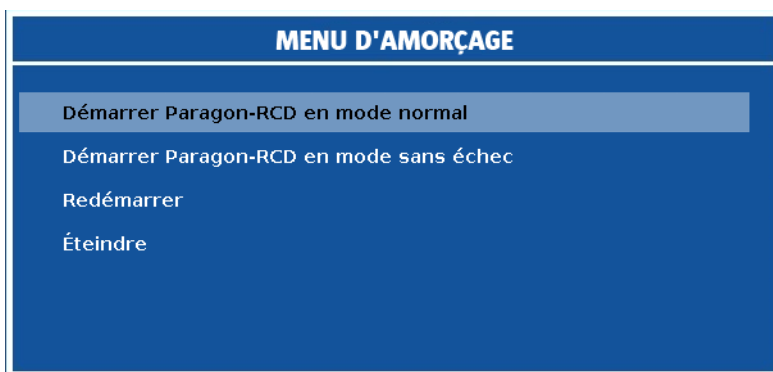 MENU D'AMORÇAGE
Démarrer Paragon-RCD en mode normal
Démarrer Paragon-RCD en mode sans échec
Redémarrer
Éteindre